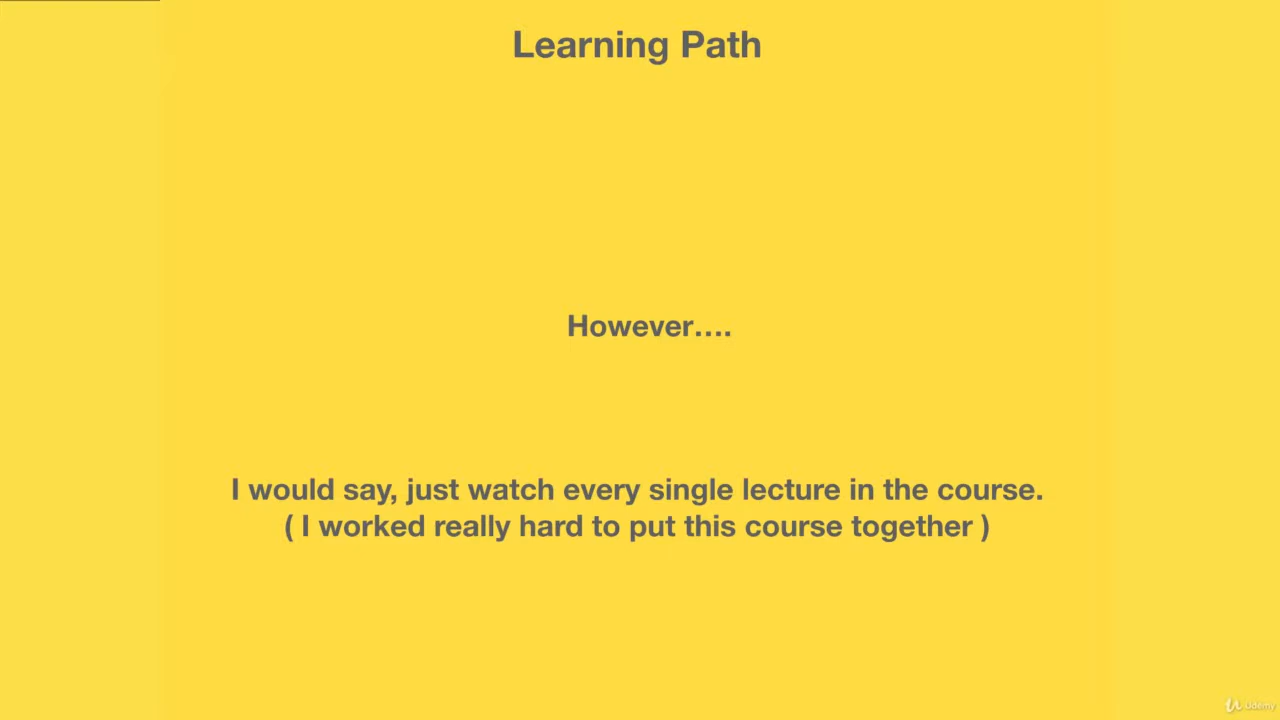 Learning Path
However....
I would say, just watch every single lecture in the course.
( I worked really hard to put this course together )
Udemy